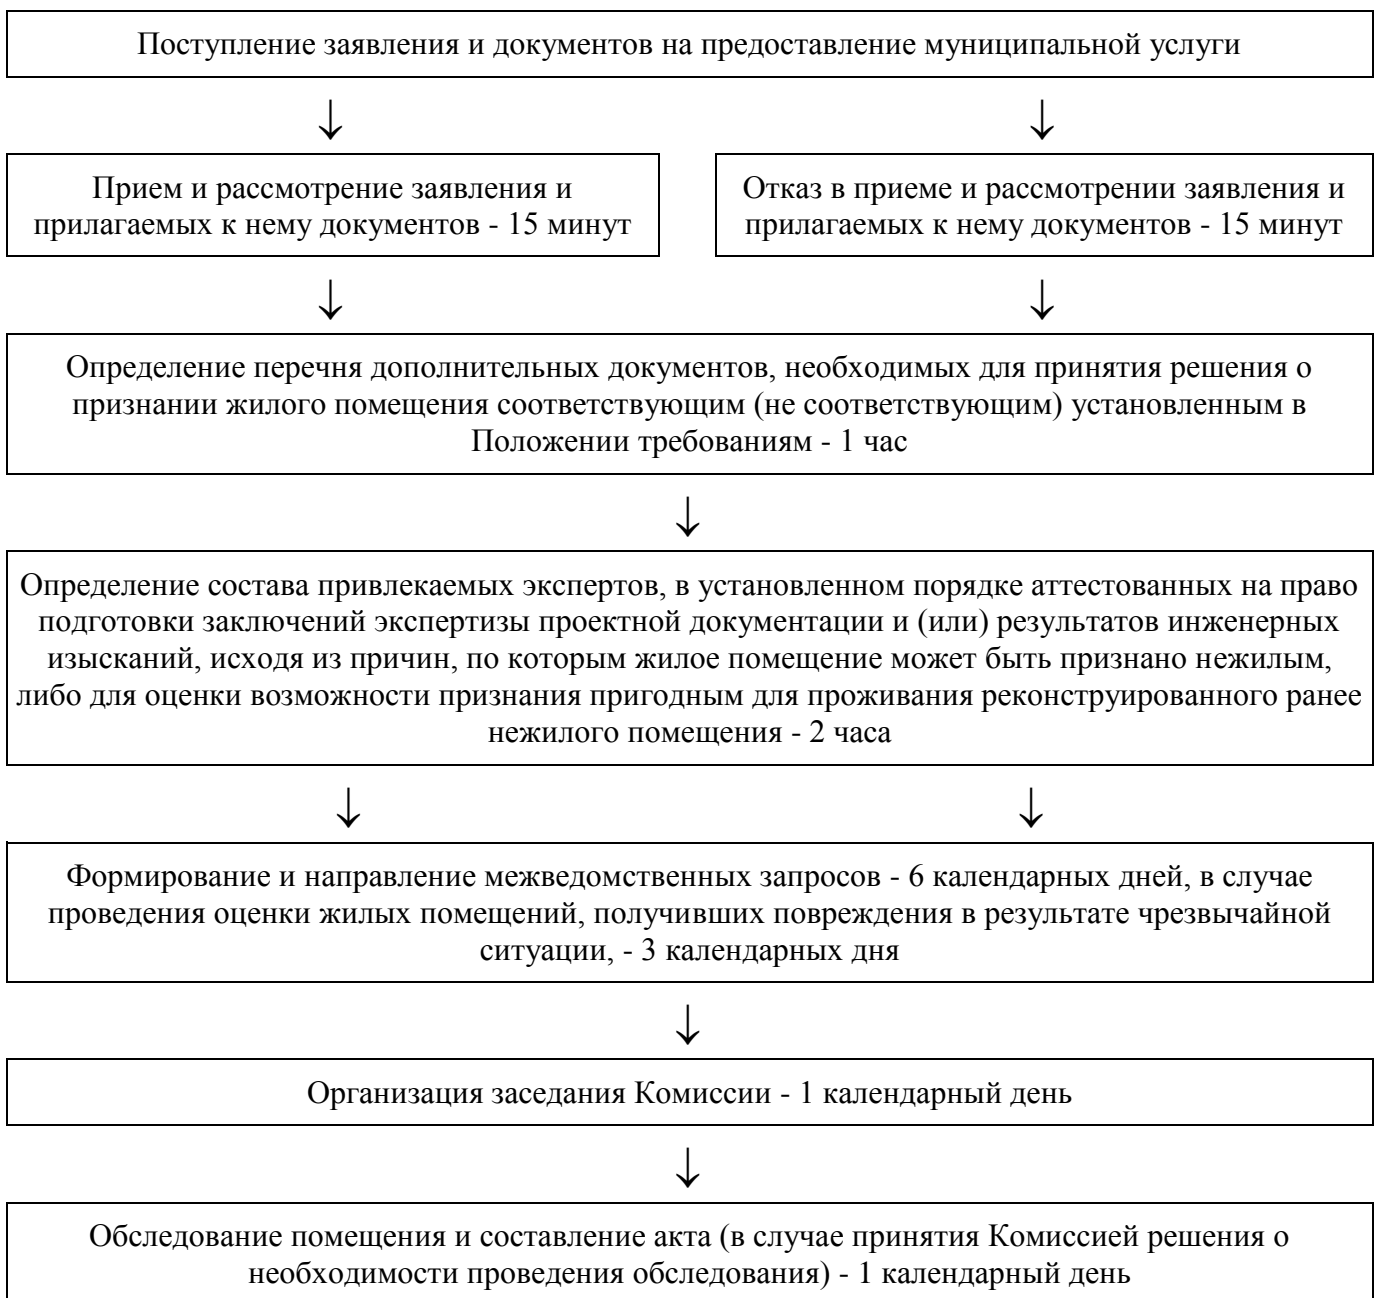 Поступление заявления и документов на предоставление муниципальной услуги
Прием и рассмотрение заявления и
прилагаемых к нему документов - 15 минут
Отказ в приеме и рассмотрении заявления и
прилагаемых к нему документов - 15 минут
Определение перечня дополнительных документов, необходимых для принятия решения о
признании жилого помещения соответствующим (не соответствующим) установленным в
Положении требованиям - 1 час
Определение состава привлекаемых экспертов, в установленном порядке аттестованных на право
подготовки заключений экспертизы проектной документации и (или) результатов инженерных
изысканий, исходя из причин, по которым жилое помещение может быть признано нежилым,
либо для оценки возможности признания пригодным для проживания реконструированного ранее
нежилого помещения - 2 часа
Формирование и направление межведомственных запросов - 6 календарных дней, в случае
проведения оценки жилых помещений, получивших повреждения в результате чрезвычайной
ситуации, - 3 календарных дня
Организация заседания Комиссии - 1 календарный день
Обследование помещения и составление акта (в случае принятия Комиссией решения о
необходимости проведения обследования) - 1 календарный день